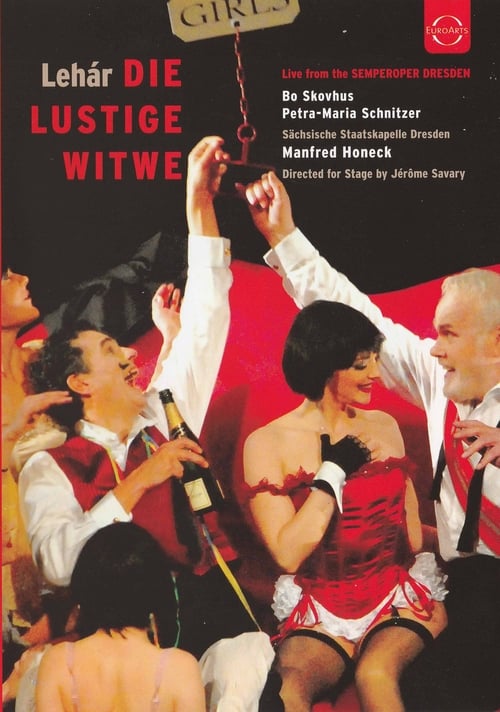 GIRLS
EUROARTS
Lehár DIE
LUSTIGE
WITWE
Live from the SEMPEROPER DRESDEN
Bo Skovhus
Petra-Maria Schnitzer
Sächsische Staatskapelle Dresden
Manfred Honeck
Directed for Stage by Jérôme Savary